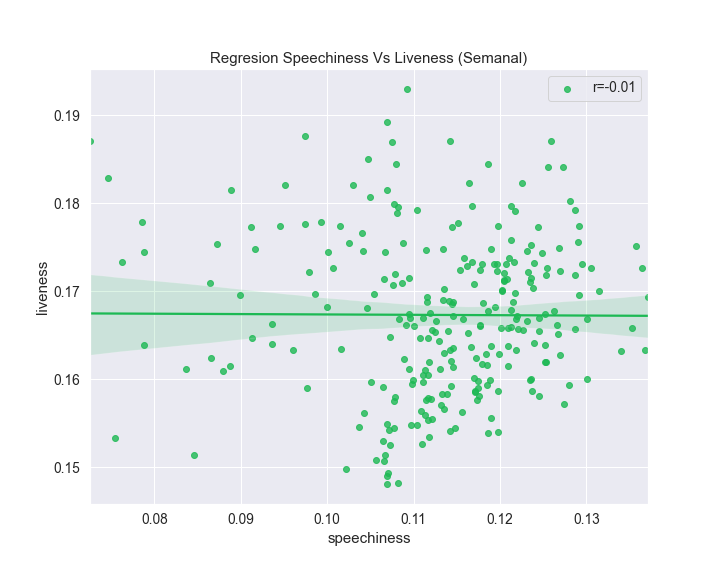 Regresion Speechiness Vs Liveness (Semanal)
r=-0.01
liveness
0.19
0.18
0.17
0.16
0.15
0.08 0.09 0.10 0.11 0.12 0.13
speechiness